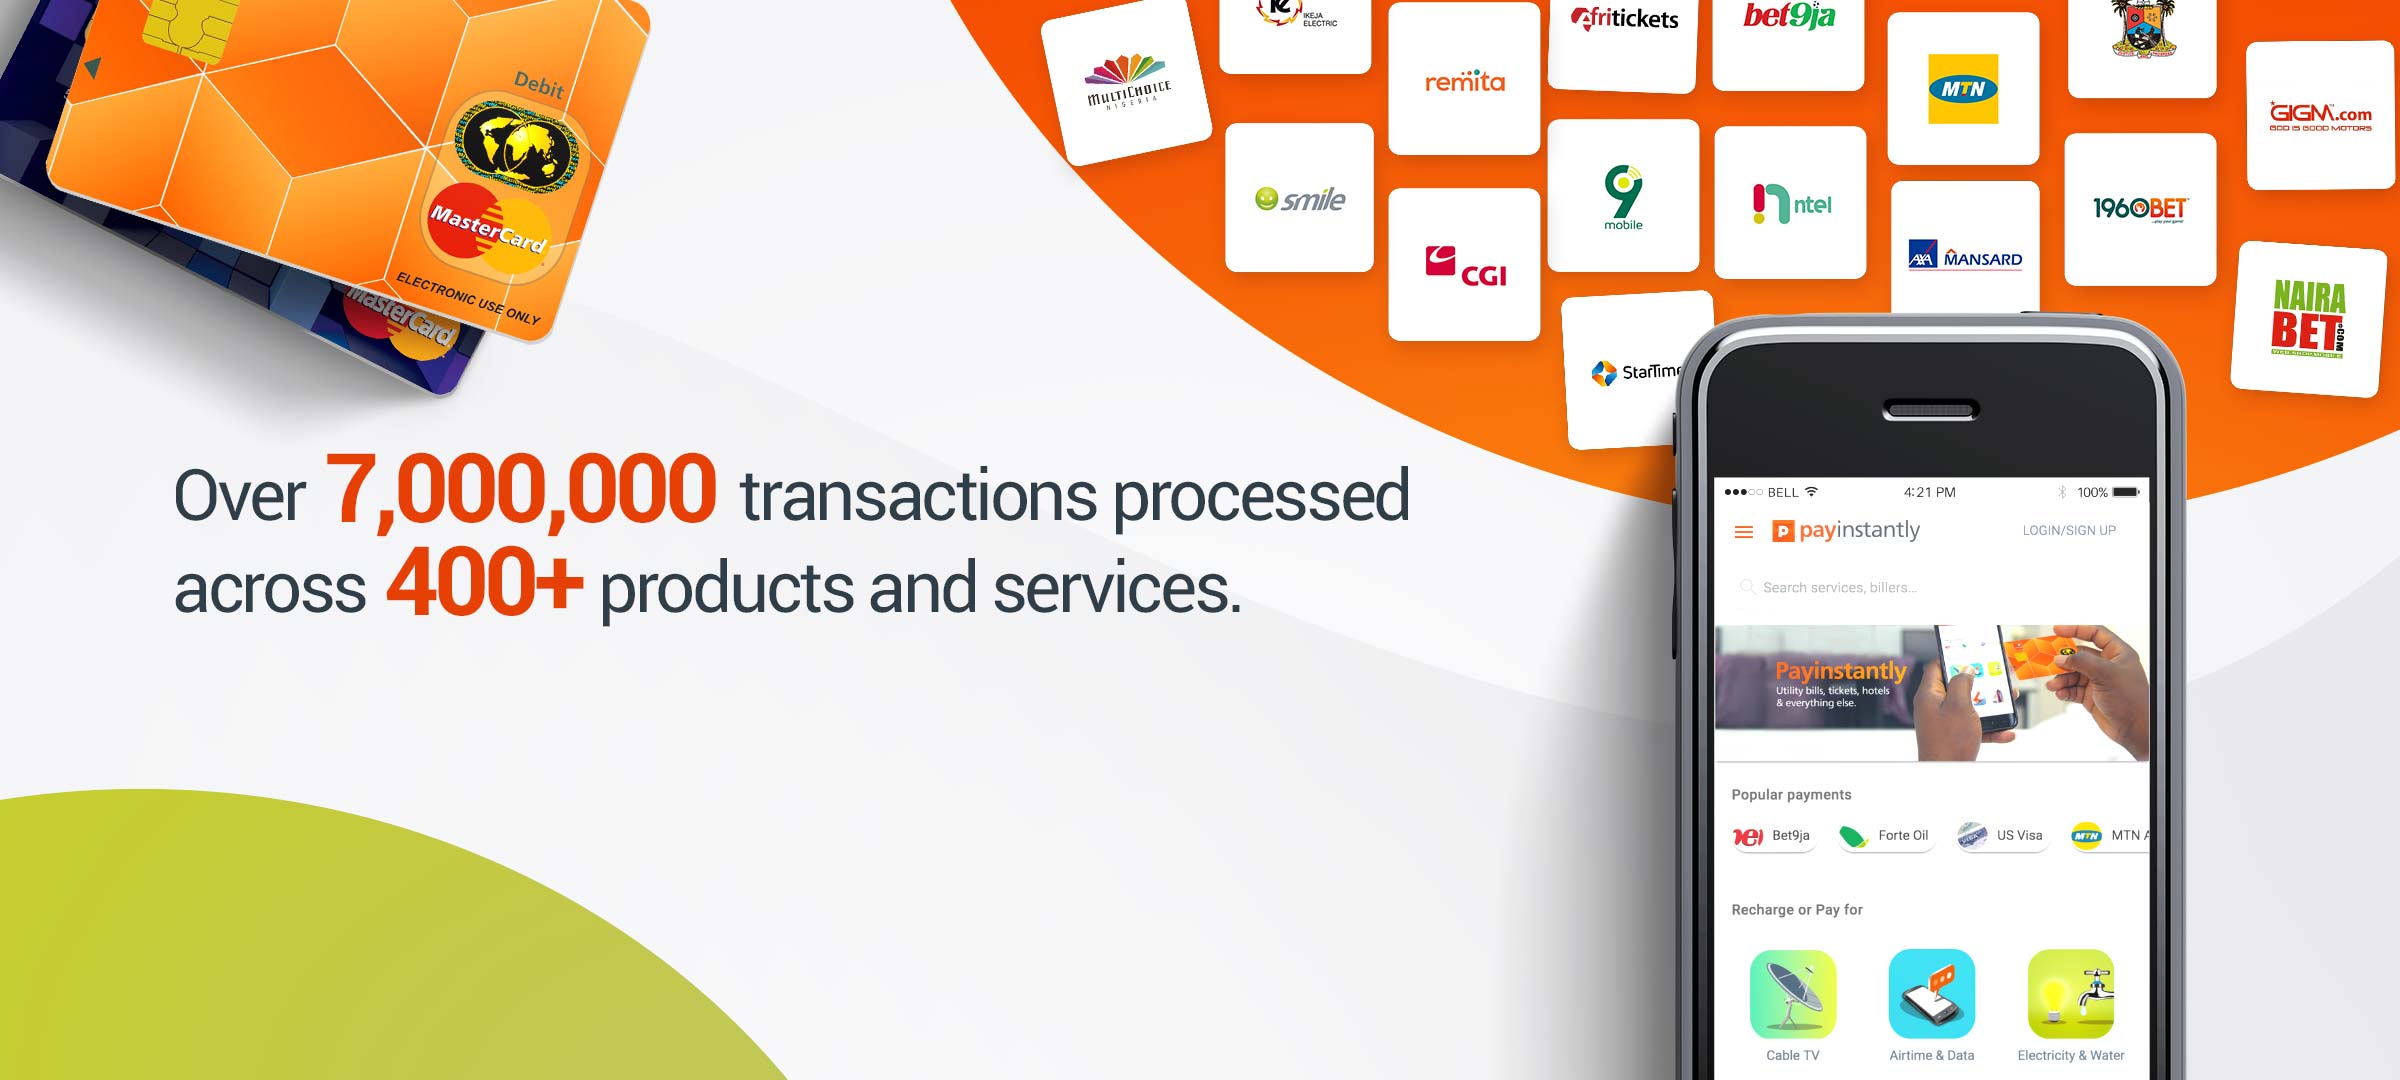 Debit
MasterCard
ELECTRONIC USE ONLY
MasterCard
MULTICHOICE
NIGERIA
IKEJA
ELECTRIC
remita
Afritickets
bet9ja
MTN
GIGM.com
GOD IS GOOD MOTORS
smile
CGI
9
mobile
ntel
AXA MANSARD
1960BET
NAIRA
BET.COM
StarTime
Over 7,000,000 transactions processed
across 400+ products and services.
BELL 4:21 PM 100%
payinstantly LOGIN/SIGN UP
Search services, billers...
Payinstantly
Utility bills, tickets, hotels
& everything else.
Popular payments
Bet9ja Forte Oil US Visa MTN MTN A
Recharge or Pay for
Cable TV Airtime & Data Electricity & Water